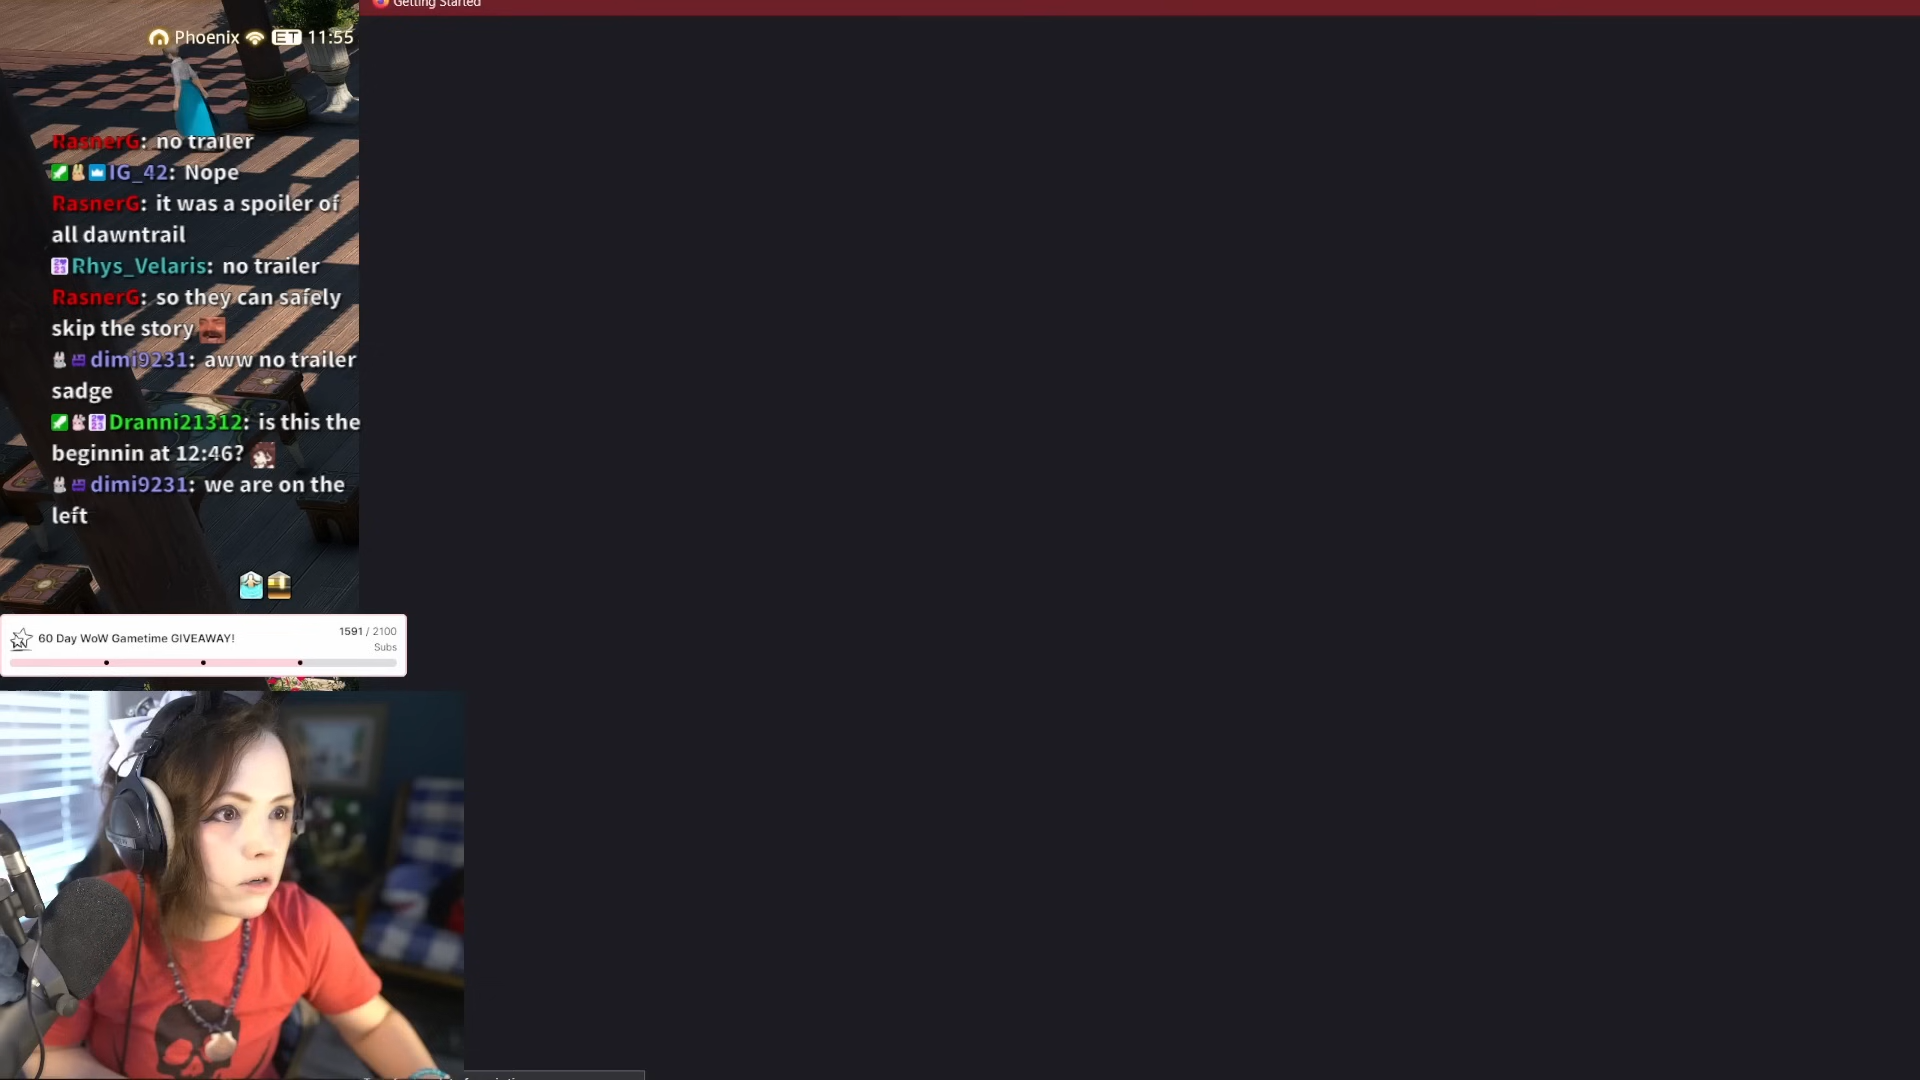 Getting Started
Phoenix ET 11:55
RasnerG: no trailer
IG_42: Nope
RasnerG: it was a spoiler of
all dawntrail
Rhys_Velaris: no trailer
RasnerG: so they can safely
skip the story
dimi9231: aww no trailer
sadge
Dranni21312: is this the
beginnin at 12:46?
dimi9231: we are on the
left
60 Day WoW Gametime GIVEAWAY!
1591 / 2100
Subs